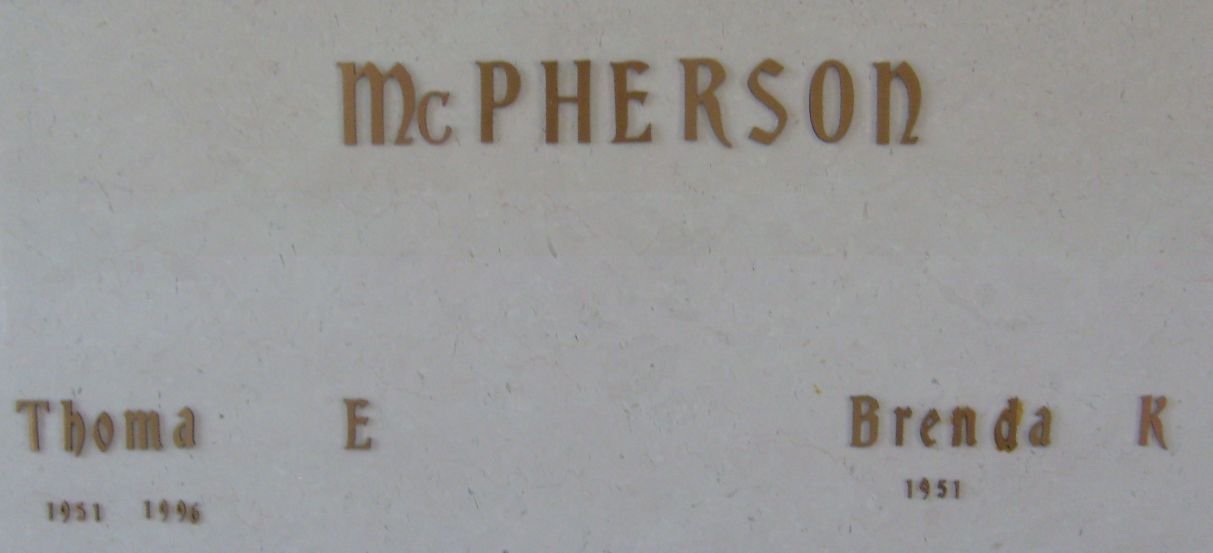 McPHERSON
Thoma E
1951 1996
Brenda K
1951